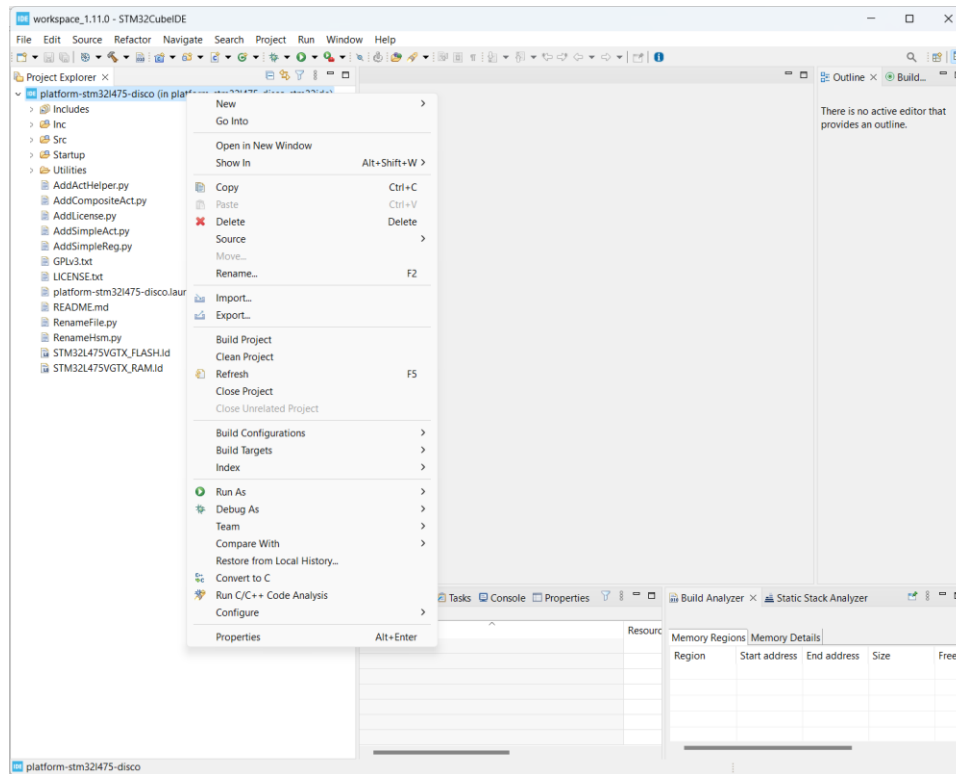 IDE workspace_1.11.0 - STM32CubeIDE
File Edit Source Refactor Navigate Search Project Run Window Help
Project Explorer
platform-stm32l475-disco (in
Includes
Inc
Src
Startup
Utilities
AddActHelper.py
AddCompositeAct.py
AddLicense.py
AddSimpleAct.py
AddSimpleReg.py
GPLv3.txt
LICENSE.txt
platform-stm32l475-disco.laur
README.md
RenameFile.py
RenameHsm.py
STM32L475VGTX_FLASH.ld
STM32L475VGTX_RAM.ld
New
Go Into
Open in New Window
Show In Alt+Shift+W >
Copy Ctrl+C
Paste Ctrl+V
Delete Delete
Source
Move...
Rename... F2
Import...
Export...
Build Project
Clean Project
Refresh F5
Close Project
Close Unrelated Project
Build Configurations
Build Targets
Index
Run As
Debug As
Team
Compare With
Restore from Local History...
Convert to C
Run C/C++ Code Analysis
Configure
Properties Alt+Enter
Outline Build...
There is no active editor that
provides an outline.
Tasks Console Properties
Resourc
Build Analyzer Static Stack Analyzer
Memory Regions Memory Details
Region Start address End address Size Free
IDE platform-stm32l475-disco